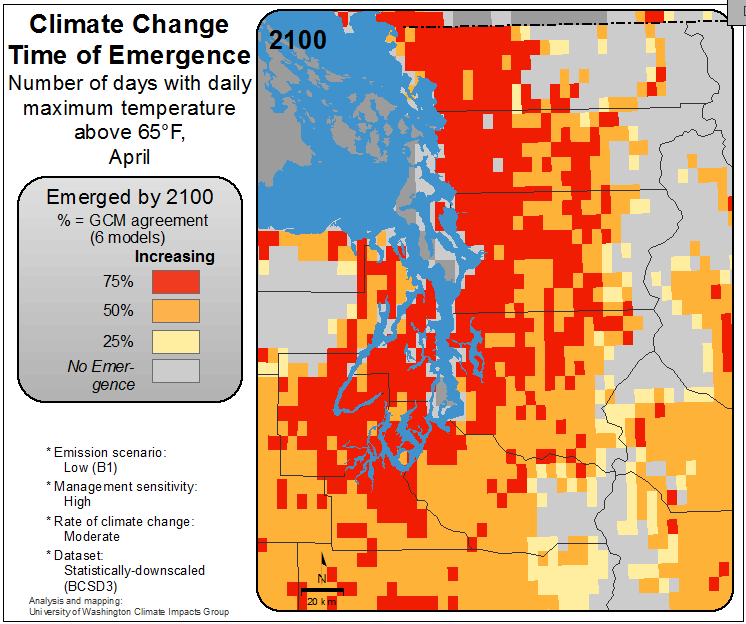 Climate Change
Time of Emergence
Number of days with daily
maximum temperature
above 65°F,
April
Emerged by 2100
% = GCM agreement
(6 models)
Increasing
75%
50%
25%
No Emer-
gence
* Emission scenario:
Low (B1)
* Management sensitivity:
High
* Rate of climate change:
Moderate
* Dataset:
Statistically-downscaled
(BCSD3)
Analysis and mapping:
University of Washington Climate Impacts Group
2100
N
20 km